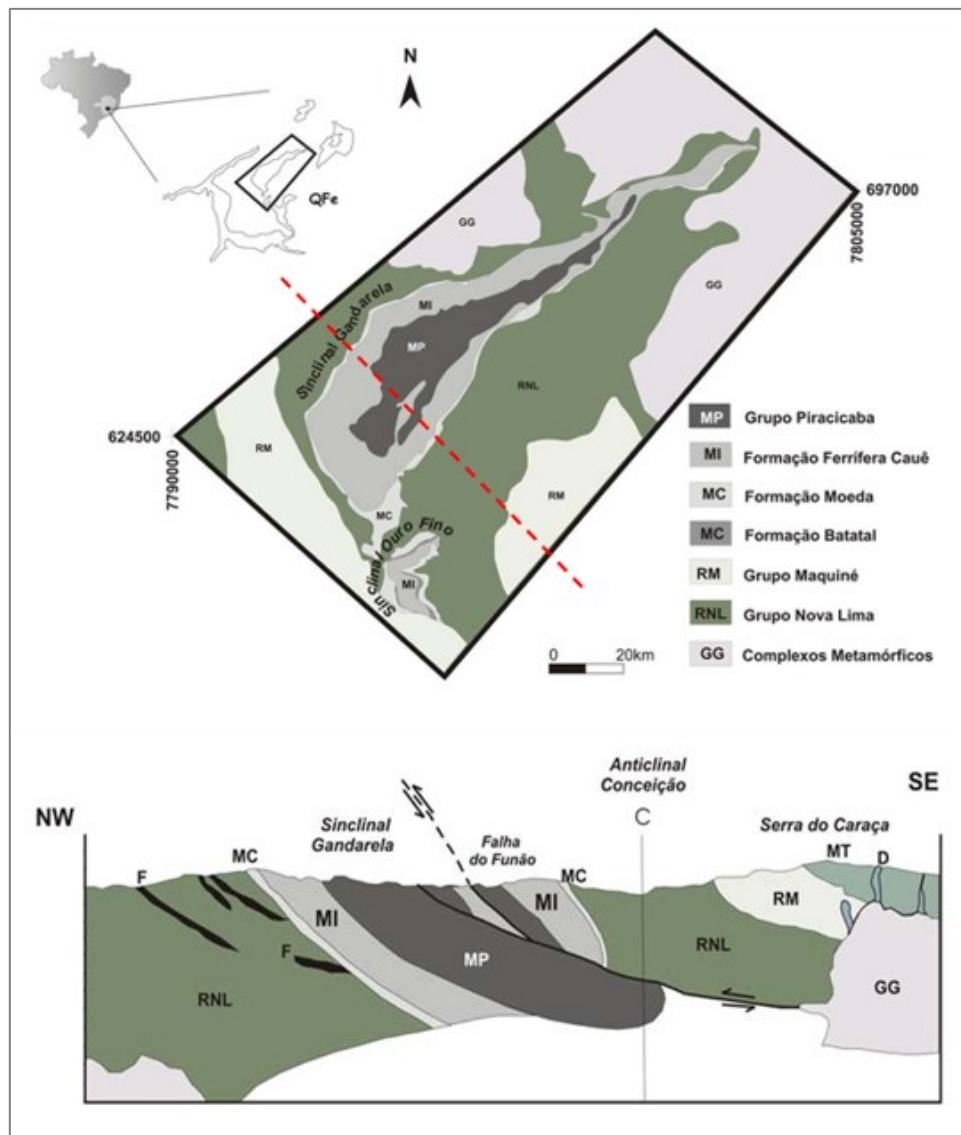 N
QFe
697000
7805000
GG
Sinclinal Gandarela
MI
MP
GG
RNL
624500
7790000
RM
RM
MC
Sinclinal Ouro Fino
MI
MP Grupo Piracicaba
MI Formação Ferrífera Cauê
MC Formação Moeda
MC Formação Batatal
RM Grupo Maquiné
RNL Grupo Nova Lima
GG Complexos Metamórficos
0 20km
NW
SE
Anticlinal
Conceição
C
Sinclinal
Gandarela
Falha
do Funão
Serra do Caraça
F
MC
MC
MT
D
MI
MI
RM
F
MP
RNL
RNL
GG